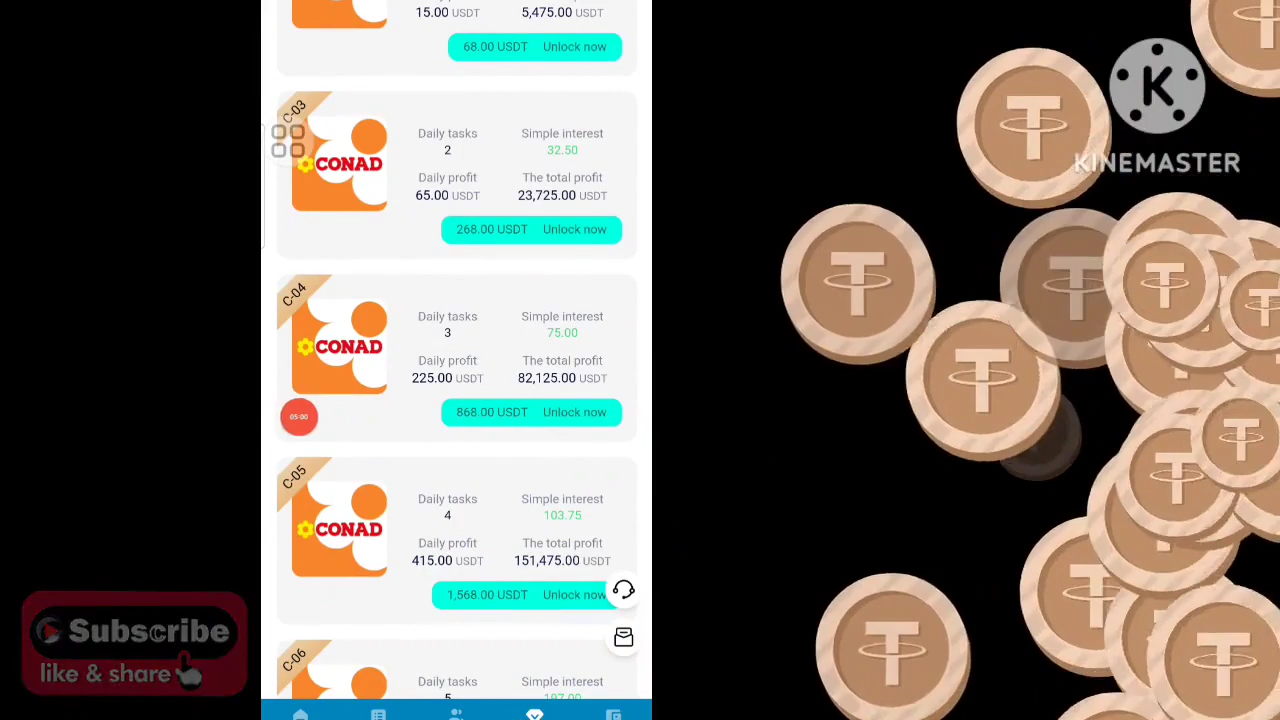 15.00 USDT 5,475.00 USDT
68.00 USDT Unlock now
C-03
CONAD
Daily tasks Simple interest
2 32.50
Daily profit The total profit
65.00 USDT 23,725.00 USDT
268.00 USDT Unlock now
C-04
CONAD
Daily tasks Simple interest
3 75.00
Daily profit The total profit
225.00 USDT 82,125.00 USDT
868.00 USDT Unlock now
05:00
C-05
CONAD
Daily tasks Simple interest
4 103.75
Daily profit The total profit
415.00 USDT 151,475.00 USDT
1,568.00 USDT Unlock now
C-06
Daily tasks Simple interest
5 197.00
K
KINEMASTER
Subscribe
like & share